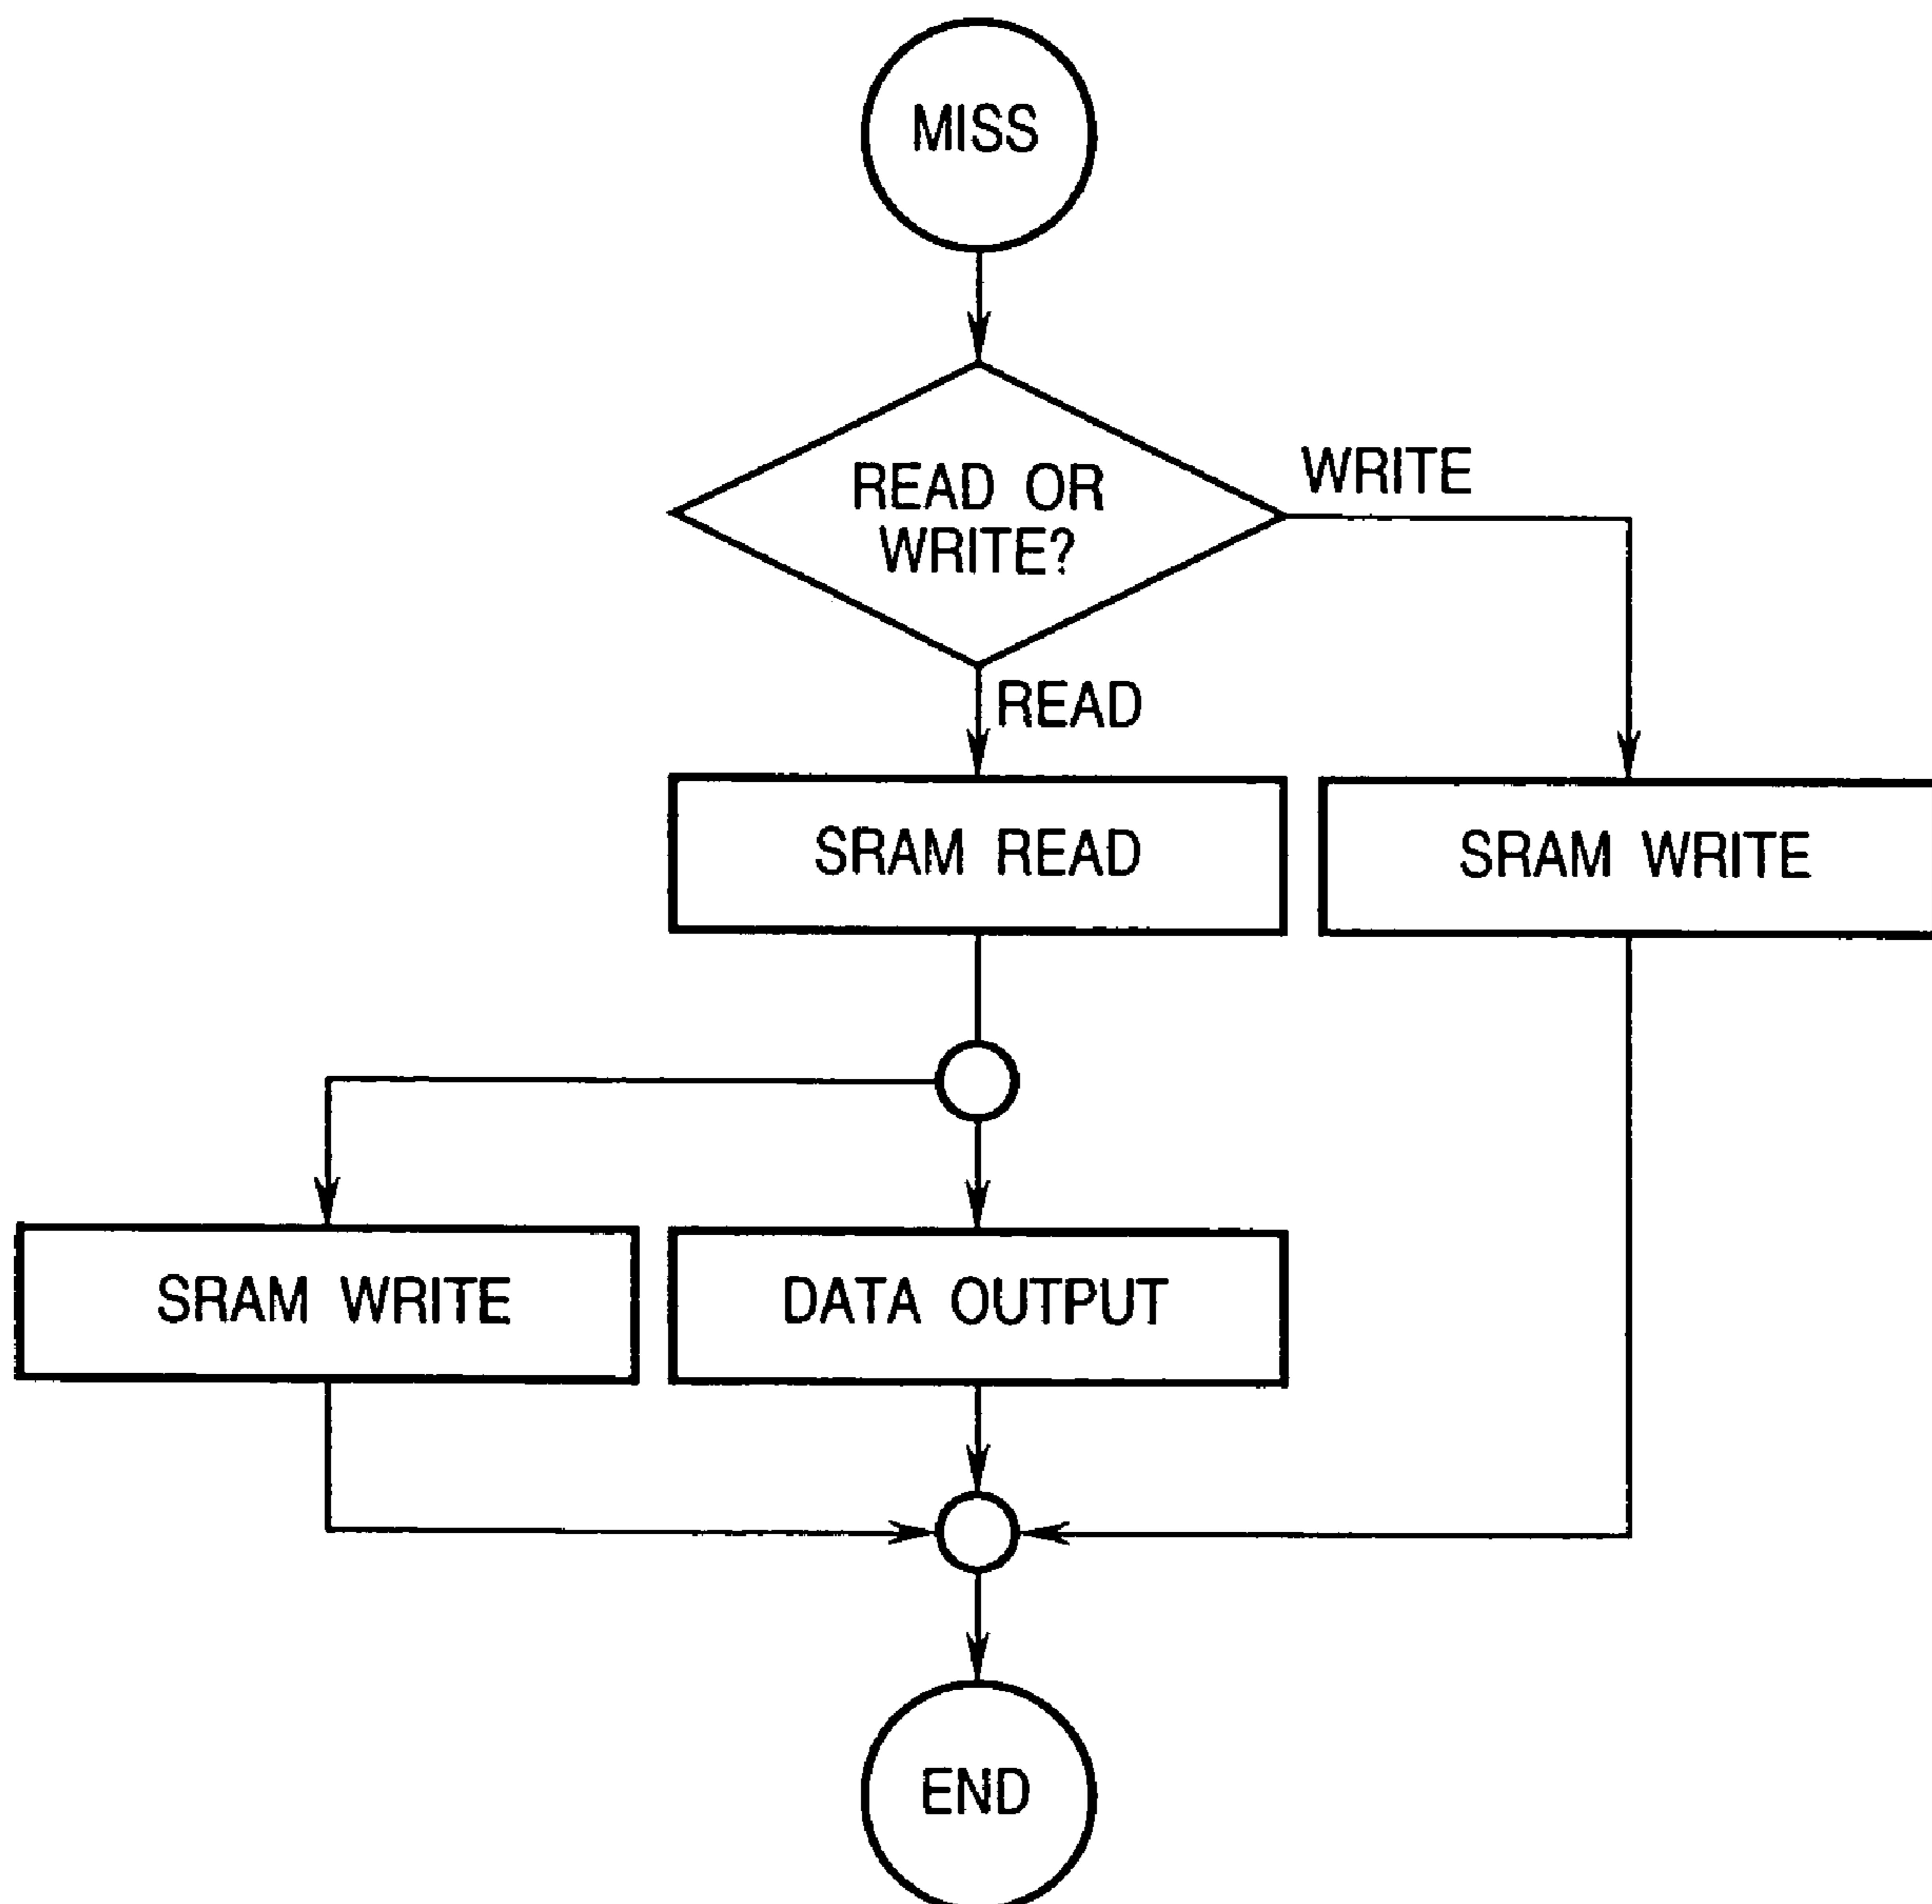 MISS
READ OR
WRITE?
WRITE
READ
SRAM READ
SRAM WRITE
SRAM WRITE
DATA OUTPUT
END